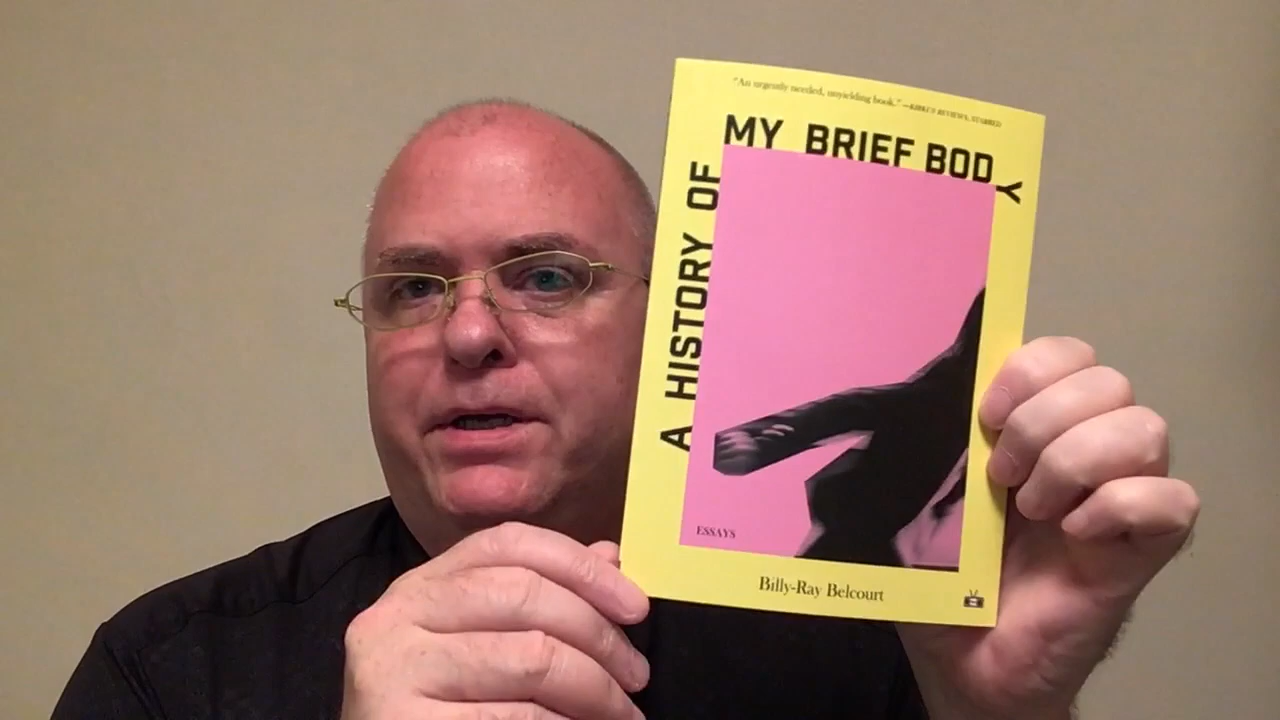 "An urgently needed, unyielding book." —KIRKUS REVIEWS, STARRED
A HISTORY OF
MY BRIEF BODY
ESSAYS
Billy-Ray Belcourt